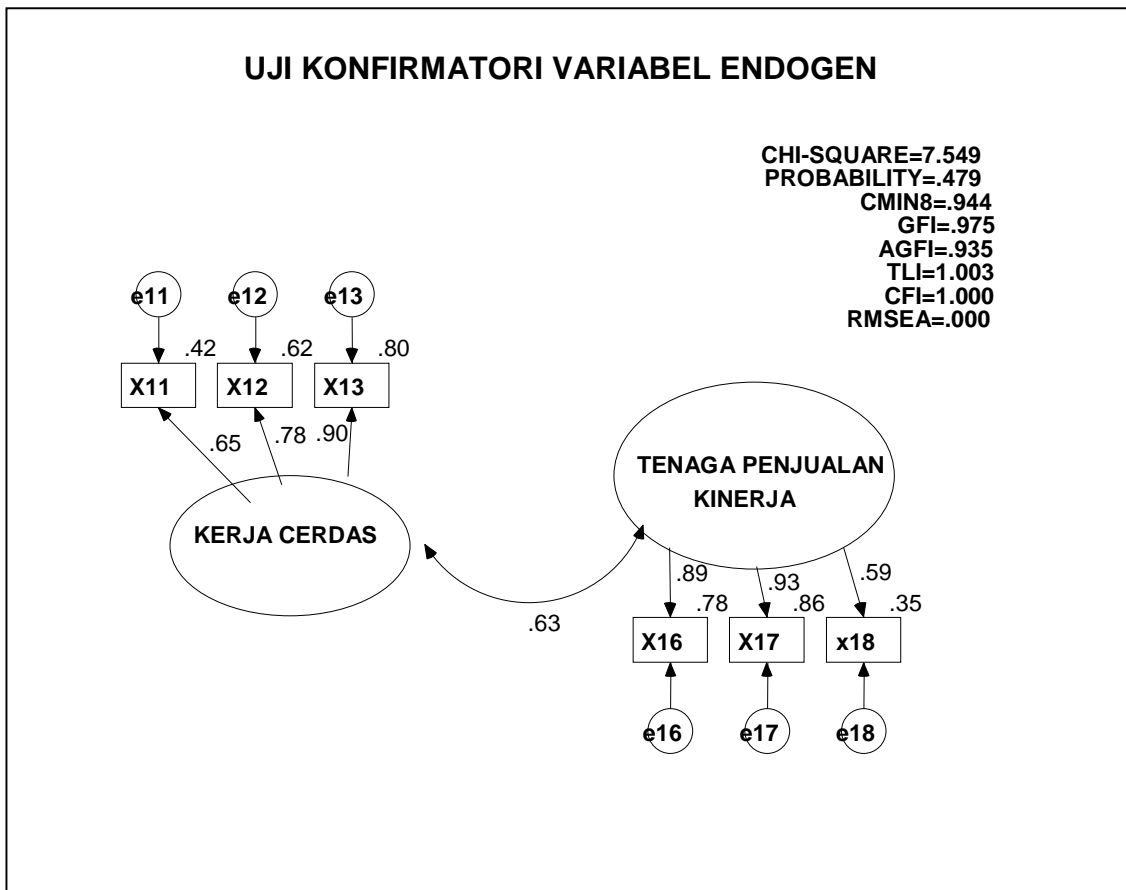 UJI KONFIRMATORI VARIABEL ENDOGEN
CHI-SQUARE=7.549
PROBABILITY=.479
CMIN8=.944
GFI=.975
AGFI=.935
TLI=1.003
CFI=1.000
RMSEA=.000
e11 e12 e13
.42 .62 .80
X11 X12 X13
.65 .78 .90
KERJA CERDAS
TENAGA PENJUALAN
KINERJA
.63
.89 .93 .59
.78 .86 .35
X16 X17 x18
e16 e17 e18